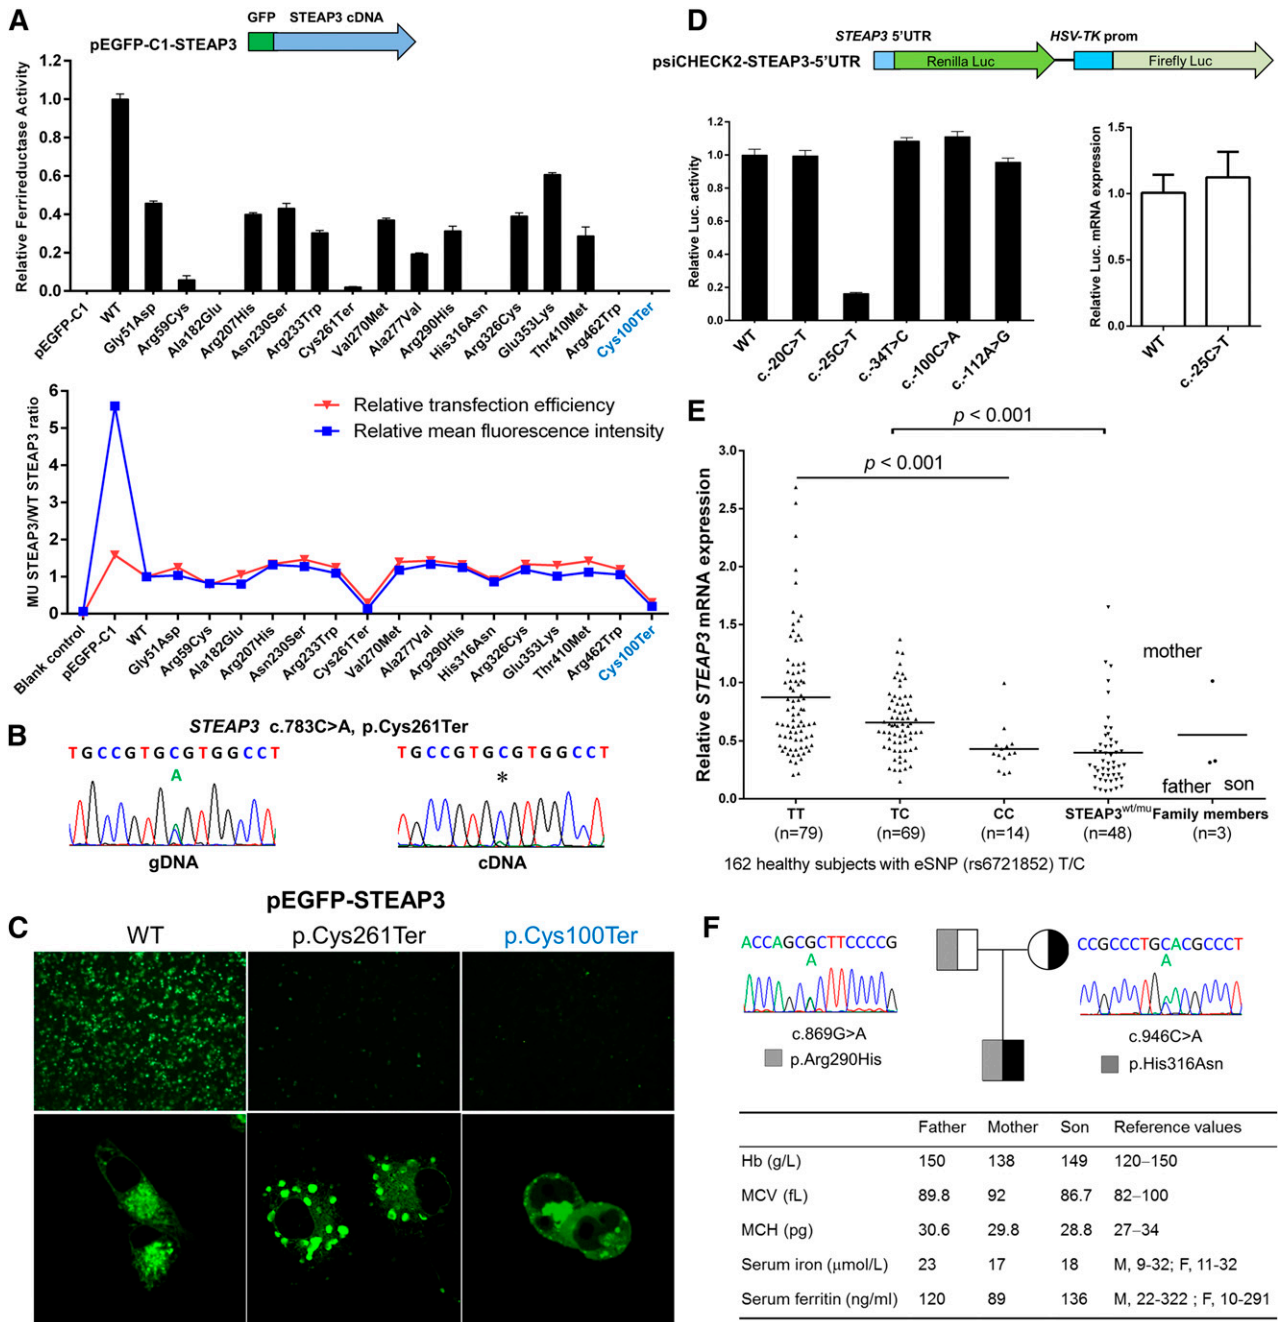 A
GFP STEAP3 cDNA
pEGFP-C1-STEAP3
Relative Ferrireductase Activity
1.2
1.0
0.8
0.6
0.4
0.2
0.0
pEGFP-C1
WT
Gly51Asp
Arg59Cys
Ala182Glu
Arg207His
Asn230Ser
Arg233Trp
Cys261Ter
Val270Met
Ala277Val
Arg290His
His316Asn
Arg326Cys
Glu353Lys
Thr410Met
Arg462Trp
Cys100Ter
MU STEAP3/WT STEAP3 ratio
6
5
4
3
2
1
0
Relative transfection efficiency
Relative mean fluorescence intensity
Blank control
pEGFP-C1
WT
Gly51Asp
Arg59Cys
Ala182Glu
Arg207His
Asn230Ser
Arg233Trp
Cys261Ter
Val270Met
Ala277Val
Arg290His
His316Asn
Arg326Cys
Glu353Lys
Thr410Met
Arg462Trp
Cys100Ter
B
STEAP3 c.783C>A, p.Cys261Ter
TGCCGTGCGTGGCCT
A
gDNA
TGCCGTGCGTGGCCT
*
cDNA
pEGFP-STEAP3
C
WT p.Cys261Ter p.Cys100Ter
D
STEAP3 5'UTR HSV-TK prom
psiCHECK2-STEAP3-5'UTR Renilla Luc Firefly Luc
Relative Luc. activity
1.2
1.0
0.8
0.6
0.4
0.2
0.0
WT
c.-20C>T
c.-25C>T
c.-34T>C
c.-100C>A
c.-112A>G
Relative Luc. mRNA expression
1.5
1.0
0.5
0.0
WT
c.-25C>T
E
p < 0.001
p < 0.001
Relative STEAP3 mRNA expression
3.0
2.5
2.0
1.5
1.0
0.5
0.0
mother
father son
TT TC CC STEAP3wt/mu Family members
(n=79) (n=69) (n=14) (n=48) (n=3)
162 healthy subjects with eSNP (rs6721852) T/C
F
ACCAGCGCTTCCCCG
A
c.869G>A
p.Arg290His
CCGCCCTGCACGCCCT
A
c.946C>A
p.His316Asn
Father Mother Son Reference values
Hb (g/L) 150 138 149 120–150
MCV (fL) 89.8 92 86.7 82–100
MCH (pg) 30.6 29.8 28.8 27–34
Serum iron (μmol/L) 23 17 18 M, 9-32; F, 11-32
Serum ferritin (ng/ml) 120 89 136 M, 22-322 ; F, 10-291